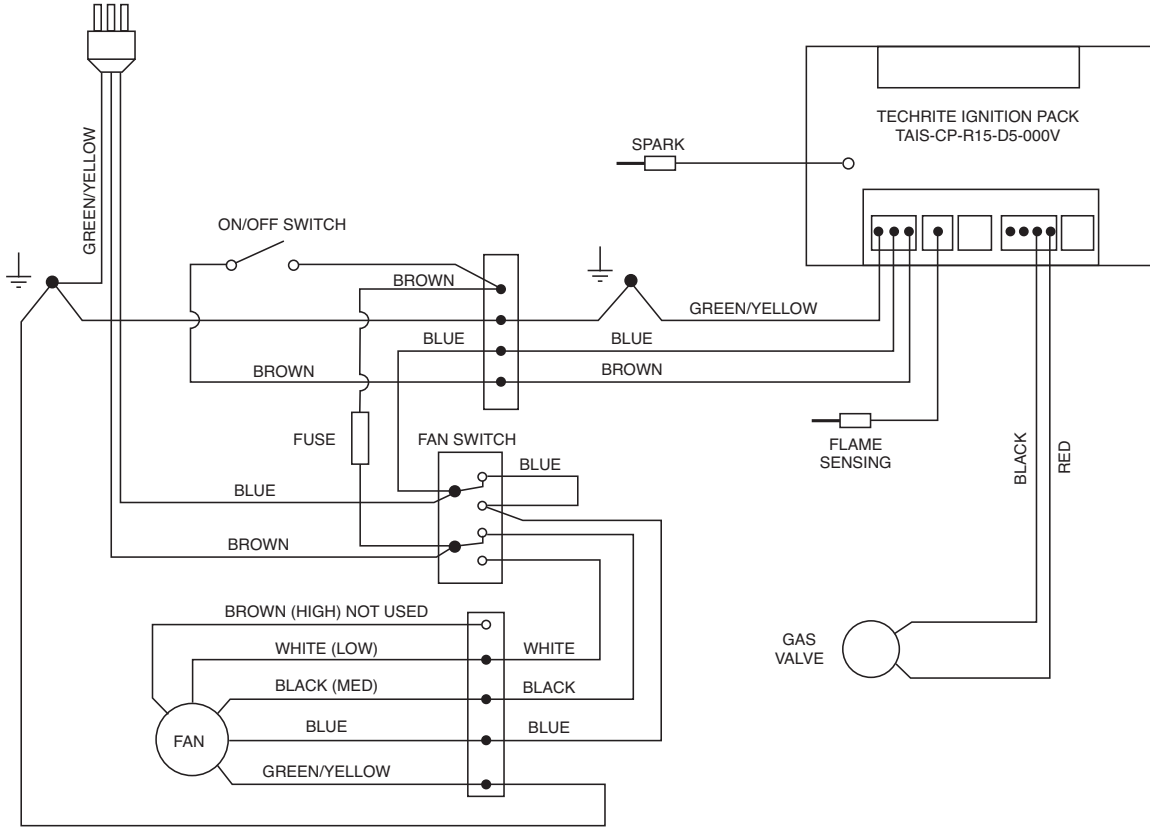 GREEN/YELLOW
TECHRITE IGNITION PACK
TAIS-CP-R15-D5-000V
SPARK
ON/OFF SWITCH
BROWN
GREEN/YELLOW
BLUE
BLUE
BROWN
BROWN
FUSE
FAN SWITCH
FLAME
SENSING
BLACK
RED
BLUE
BLUE
BROWN
BROWN (HIGH) NOT USED
WHITE (LOW)
WHITE
GAS
VALVE
BLACK (MED)
BLACK
BLUE
BLUE
FAN
GREEN/YELLOW